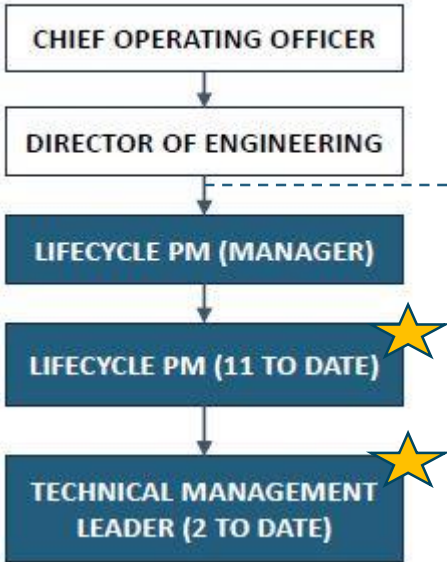 CHIEF OPERATING OFFICER
DIRECTOR OF ENGINEERING
LIFECYCLE PM (MANAGER)
LIFECYCLE PM (11 TO DATE)
TECHNICAL MANAGEMENT
LEADER (2 TO DATE)